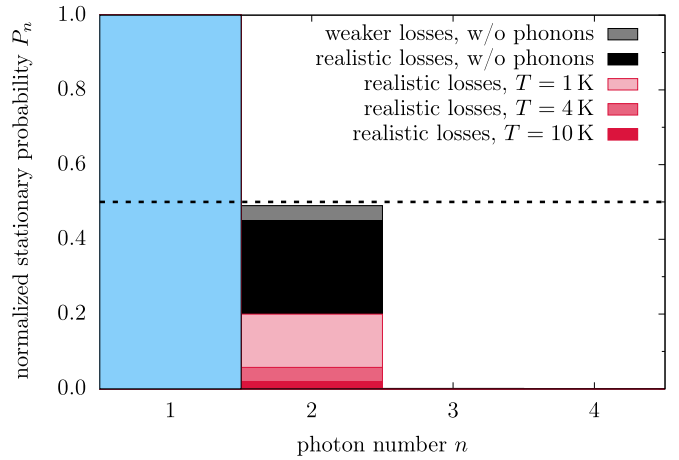 normalized stationary probability Pₙ
1.0
0.8
0.6
0.4
0.2
0.0
weaker losses, w/o phonons
realistic losses, w/o phonons
realistic losses, T = 1 K
realistic losses, T = 4 K
realistic losses, T = 10 K
1 2 3 4
photon number n